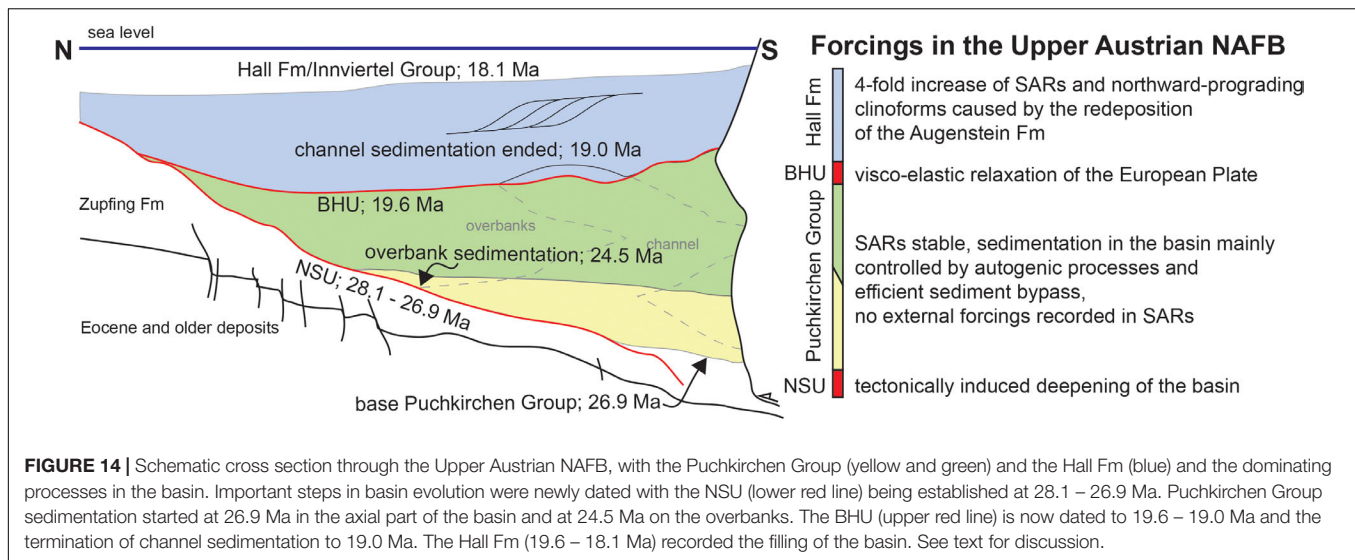 sea level
N
S
Hall Fm/Innviertel Group; 18.1 Ma
channel sedimentation ended; 19.0 Ma
BHU; 19.6 Ma
Zupfing Fm
overbanks
channel
overbank sedimentation; 24.5 Ma
NSU; 28.1 - 26.9 Ma
Eocene and older deposits
base Puchkirchen Group; 26.9 Ma
Forcings in the Upper Austrian NAFB
Hall Fm
4-fold increase of SARs and northward-prograding
clinoforms caused by the redeposition
of the Augenstein Fm
BHU
visco-elastic relaxation of the European Plate
Puchkirchen Group
SARs stable, sedimentation in the basin mainly
controlled by autogenic processes and
efficient sediment bypass,
no external forcings recorded in SARs
NSU
tectonically induced deepening of the basin
FIGURE 14 | Schematic cross section through the Upper Austrian NAFB, with the Puchkirchen Group (yellow and green) and the Hall Fm (blue) and the dominating
processes in the basin. Important steps in basin evolution were newly dated with the NSU (lower red line) being established at 28.1 – 26.9 Ma. Puchkirchen Group
sedimentation started at 26.9 Ma in the axial part of the basin and at 24.5 Ma on the overbanks. The BHU (upper red line) is now dated to 19.6 – 19.0 Ma and the
termination of channel sedimentation to 19.0 Ma. The Hall Fm (19.6 – 18.1 Ma) recorded the filling of the basin. See text for discussion.